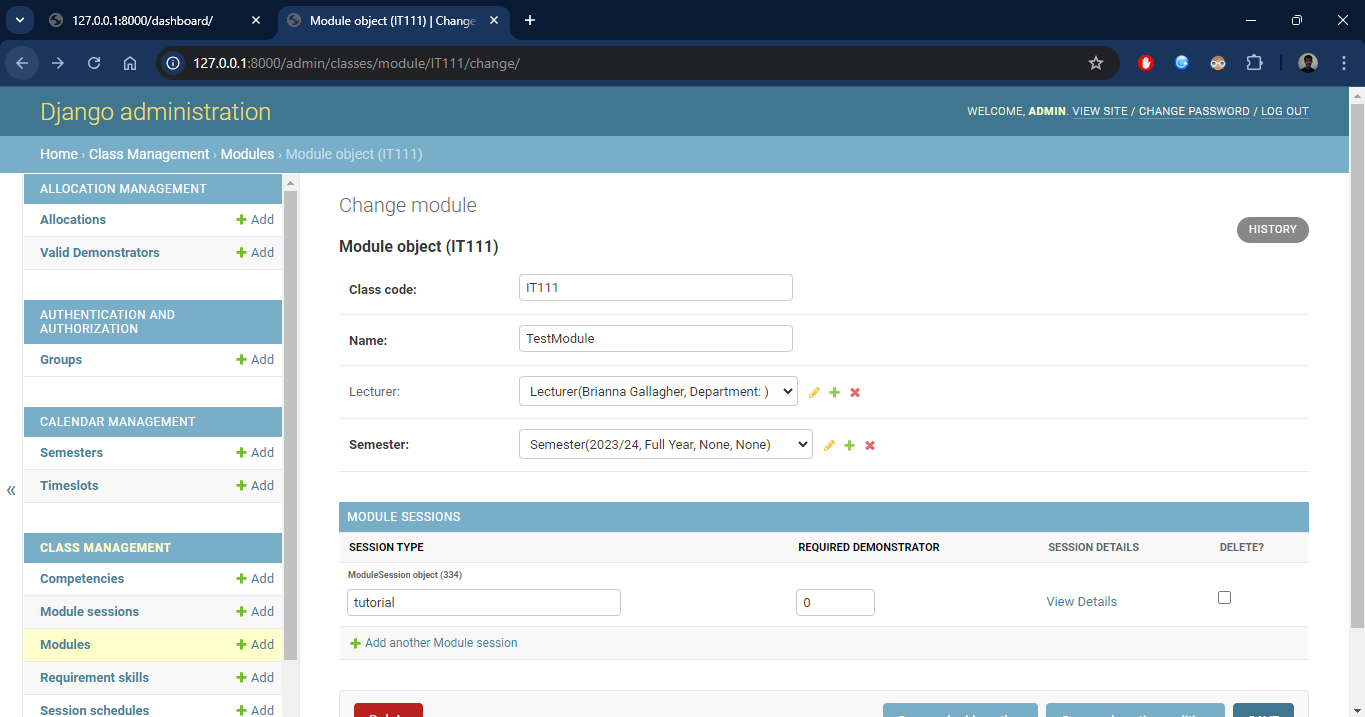 127.0.0.1:8000/dashboard/
Module object (IT111) | Change
127.0.0.1:8000/admin/classes/module/IT111/change/
Django administration
WELCOME, ADMIN. VIEW SITE / CHANGE PASSWORD / LOG OUT
Home › Class Management › Modules › Module object (IT111)
ALLOCATION MANAGEMENT
Allocations + Add
Valid Demonstrators + Add
AUTHENTICATION AND
AUTHORIZATION
Groups + Add
CALENDAR MANAGEMENT
Semesters + Add
Timeslots + Add
«
CLASS MANAGEMENT
Competencies + Add
Module sessions + Add
Modules + Add
Requirement skills + Add
Session schedules + Add
Change module
HISTORY
Module object (IT111)
Class code: IT111
Name: TestModule
Lecturer: Lecturer(Brianna Gallagher, Department: )
Semester: Semester(2023/24, Full Year, None, None)
MODULE SESSIONS
SESSION TYPE REQUIRED DEMONSTRATOR SESSION DETAILS DELETE?
ModuleSession object (334)
tutorial 0 View Details
+ Add another Module session